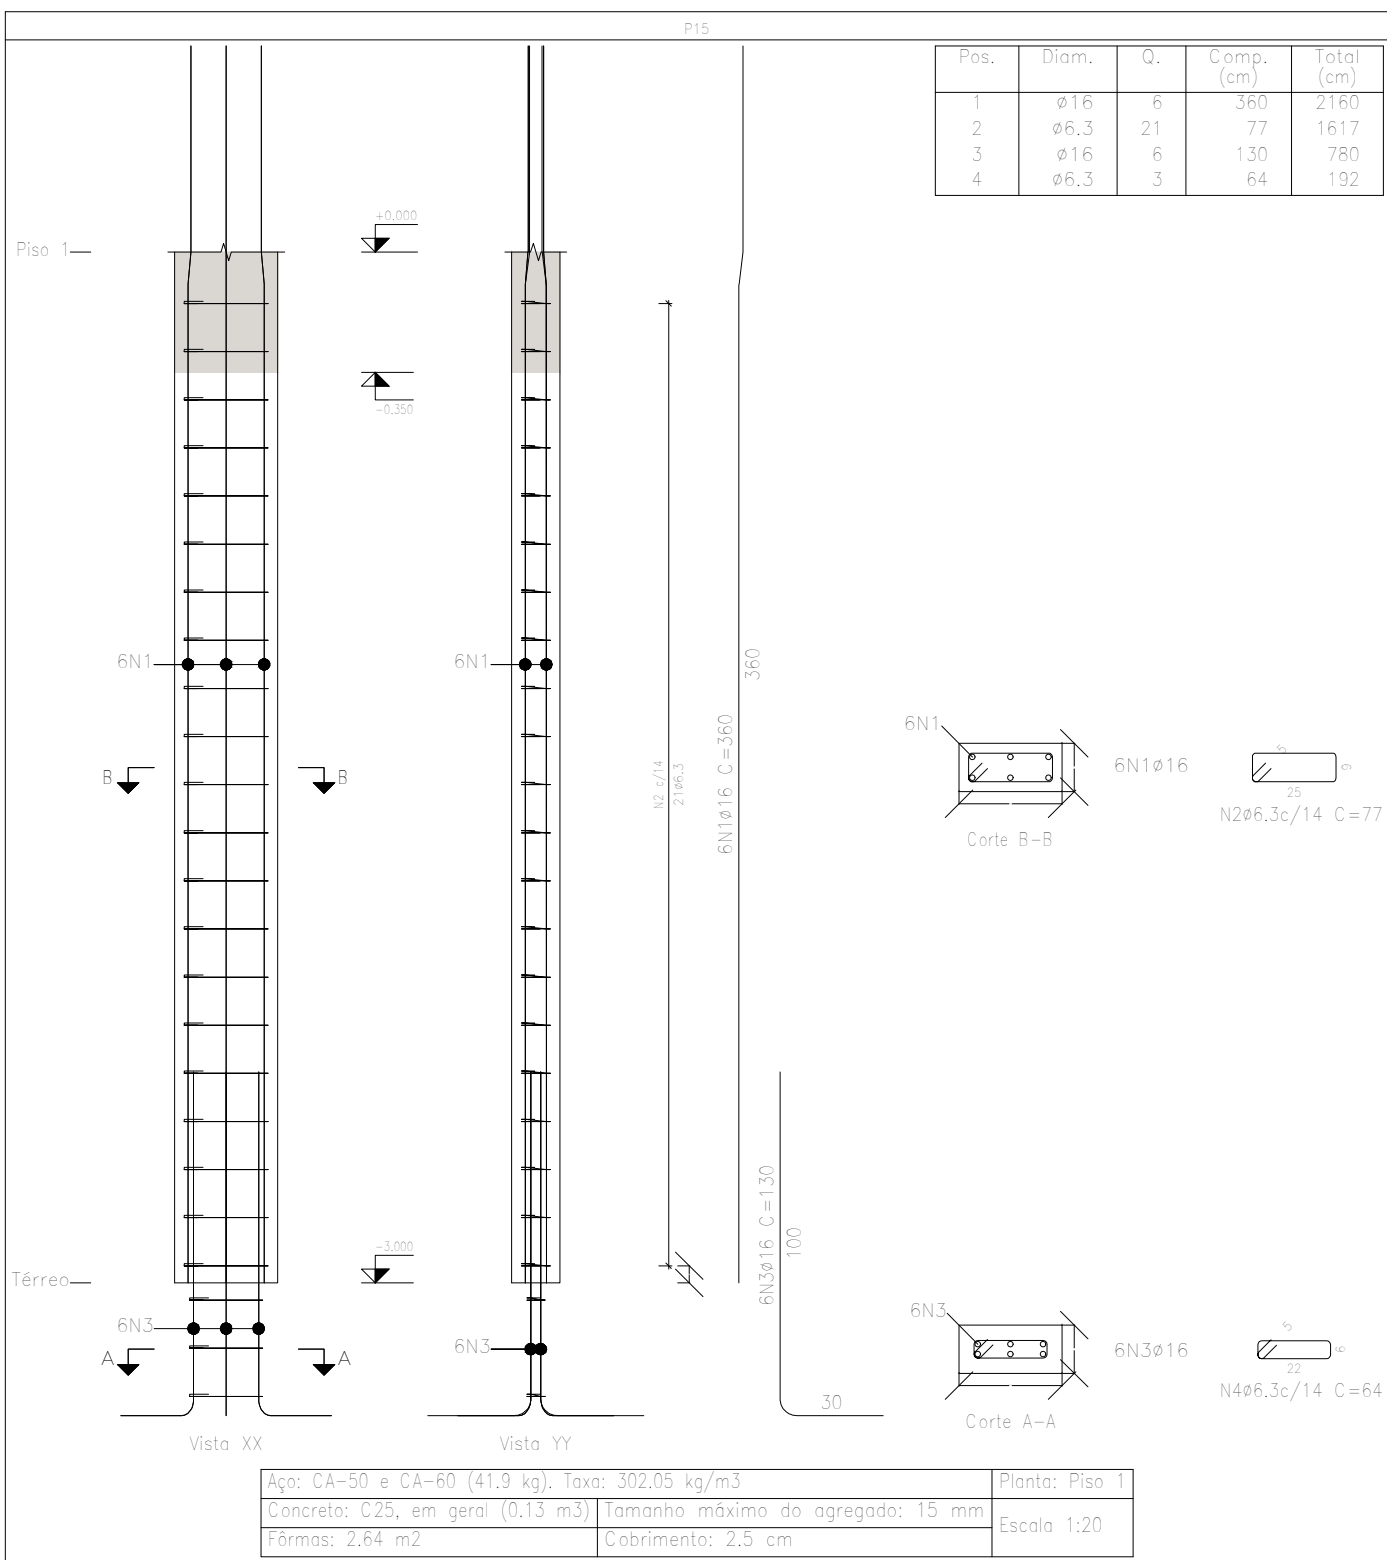 P15
Pos. Diam. Q. Comp. (cm) Total (cm)
1 ø16 6 360 2160
2 ø6.3 21 77 1617
3 ø16 6 130 780
4 ø6.3 3 64 192
+0.000
Piso 1
-0.350
6N1
6N1
360
6N1ø16 C=360
N2 c/14
21ø6.3
B
B
6N1
6N1ø16
5
9
25
N2ø6.3c/14 C=77
Corte B-B
6N3ø16 C=130
100
-3.000
Térreo
6N3
6N3
A
A
6N3
6N3ø16
5
6
22
N4ø6.3c/14 C=64
30
Corte A-A
Vista XX
Vista YY
Aço: CA-50 e CA-60 (41.9 kg). Taxa: 302.05 kg/m3
Planta: Piso 1
Concreto: C25, em geral (0.13 m3)
Tamanho máximo do agregado: 15 mm
Escala 1:20
Fôrmas: 2.64 m2
Cobrimento: 2.5 cm